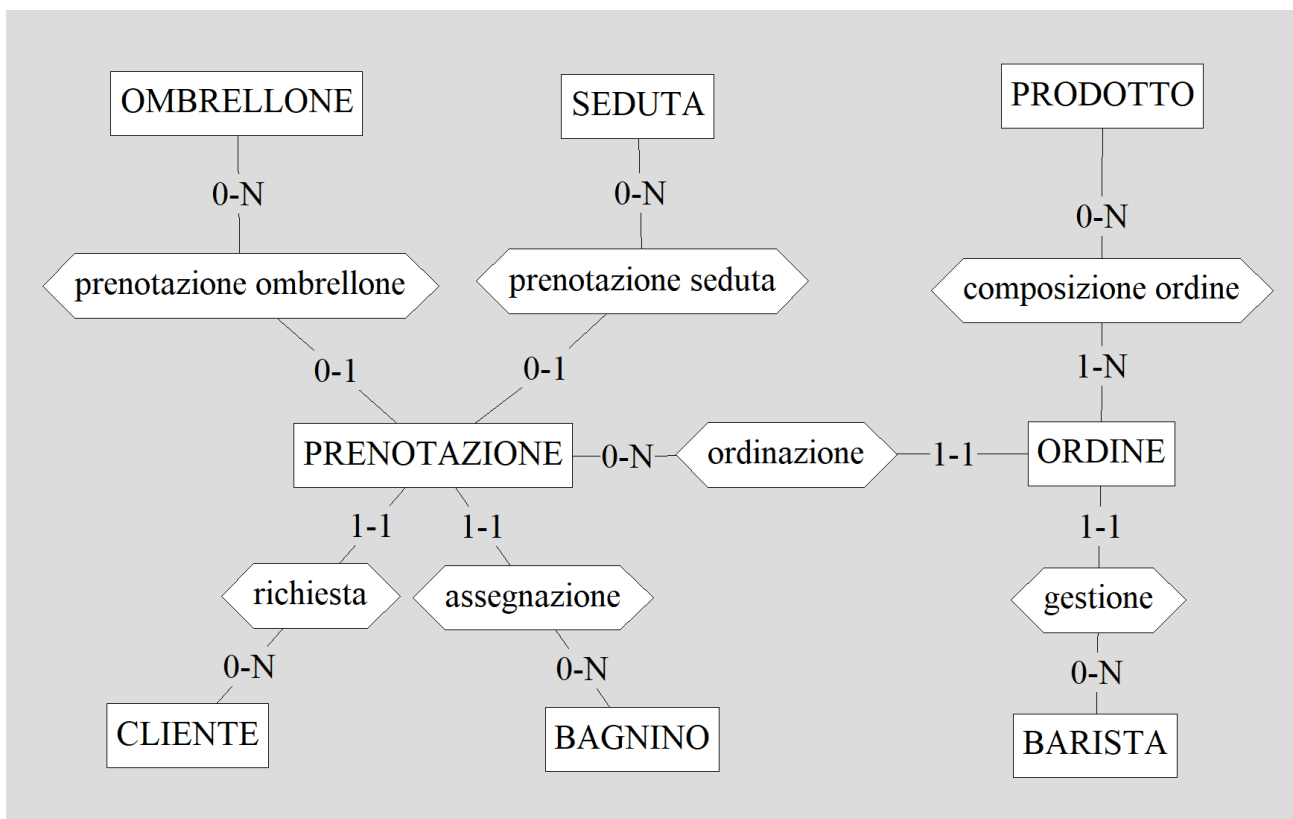 OMBRELLONE
SEDUTA
PRODOTTO
0-N
0-N
0-N
prenotazione ombrellone
prenotazione seduta
composizione ordine
0-1
0-1
1-N
PRENOTAZIONE
0-N
ordinazione
1-1
ORDINE
1-1
1-1
1-1
richiesta
assegnazione
gestione
0-N
0-N
0-N
CLIENTE
BAGNINO
BARISTA